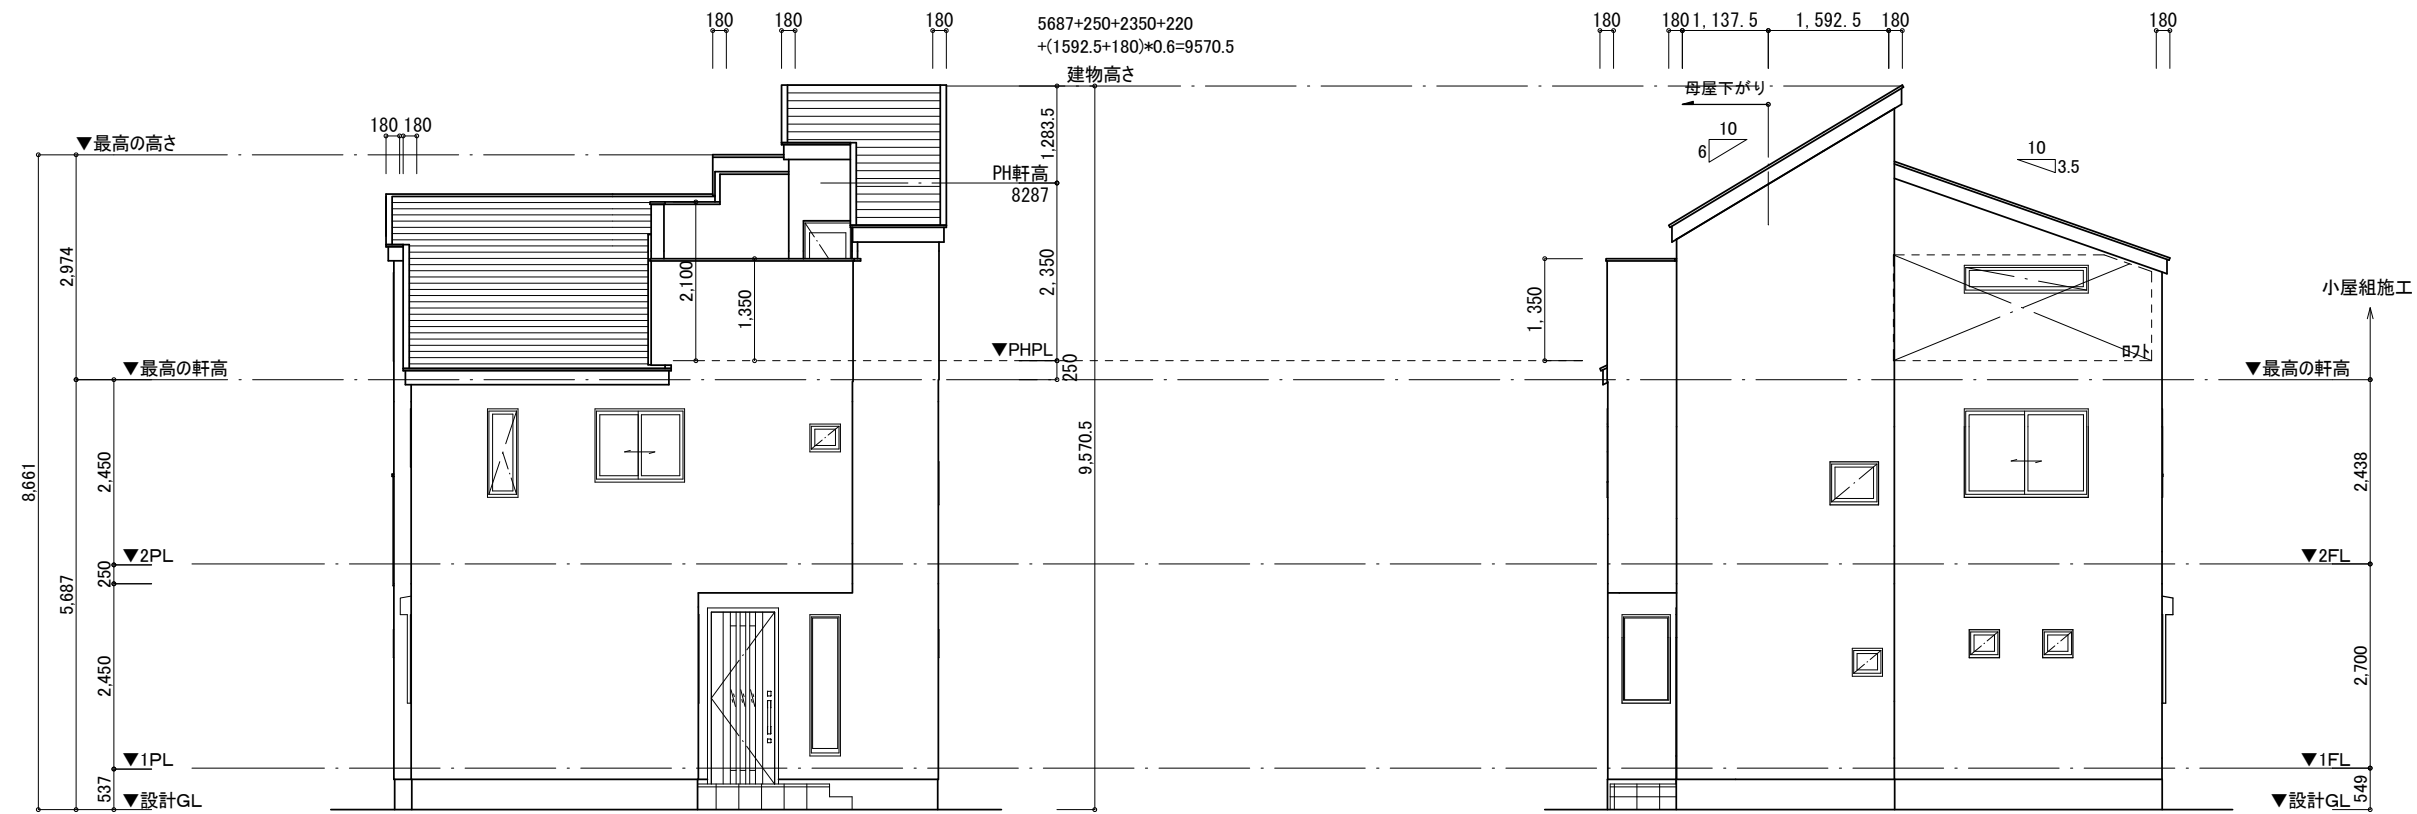 180
180
180
5687+250+2350+220
+(1592.5+180)*0.6=9570.5
建物高さ
180 180
▼最高の高さ
1,283.5
PH軒高
8287
2,974
2,100
1,350
2,350
▼PHPL
250
▼最高の軒高
8,661
2,450
9,570.5
▼2PL
250
5,687
2,450
▼1PL
537
▼設計GL
180
180 1,137.5
1,592.5
180
180
母屋下がり
10
6
10
3.5
1,350
小屋組施工
ロフト
▼最高の軒高
2,438
▼2FL
2,700
▼1FL
549
▼設計GL